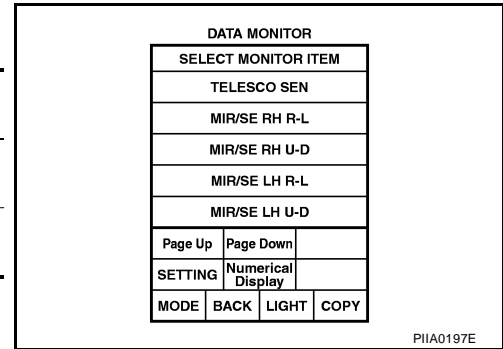 DATA MONITOR
SELECT MONITOR ITEM
TELESCO SEN
MIR/SE RH R-L
MIR/SE RH U-D
MIR/SE LH R-L
MIR/SE LH U-D
Page Up Page Down
SETTING Numerical
Display
MODE BACK LIGHT COPY
PIIA0197E